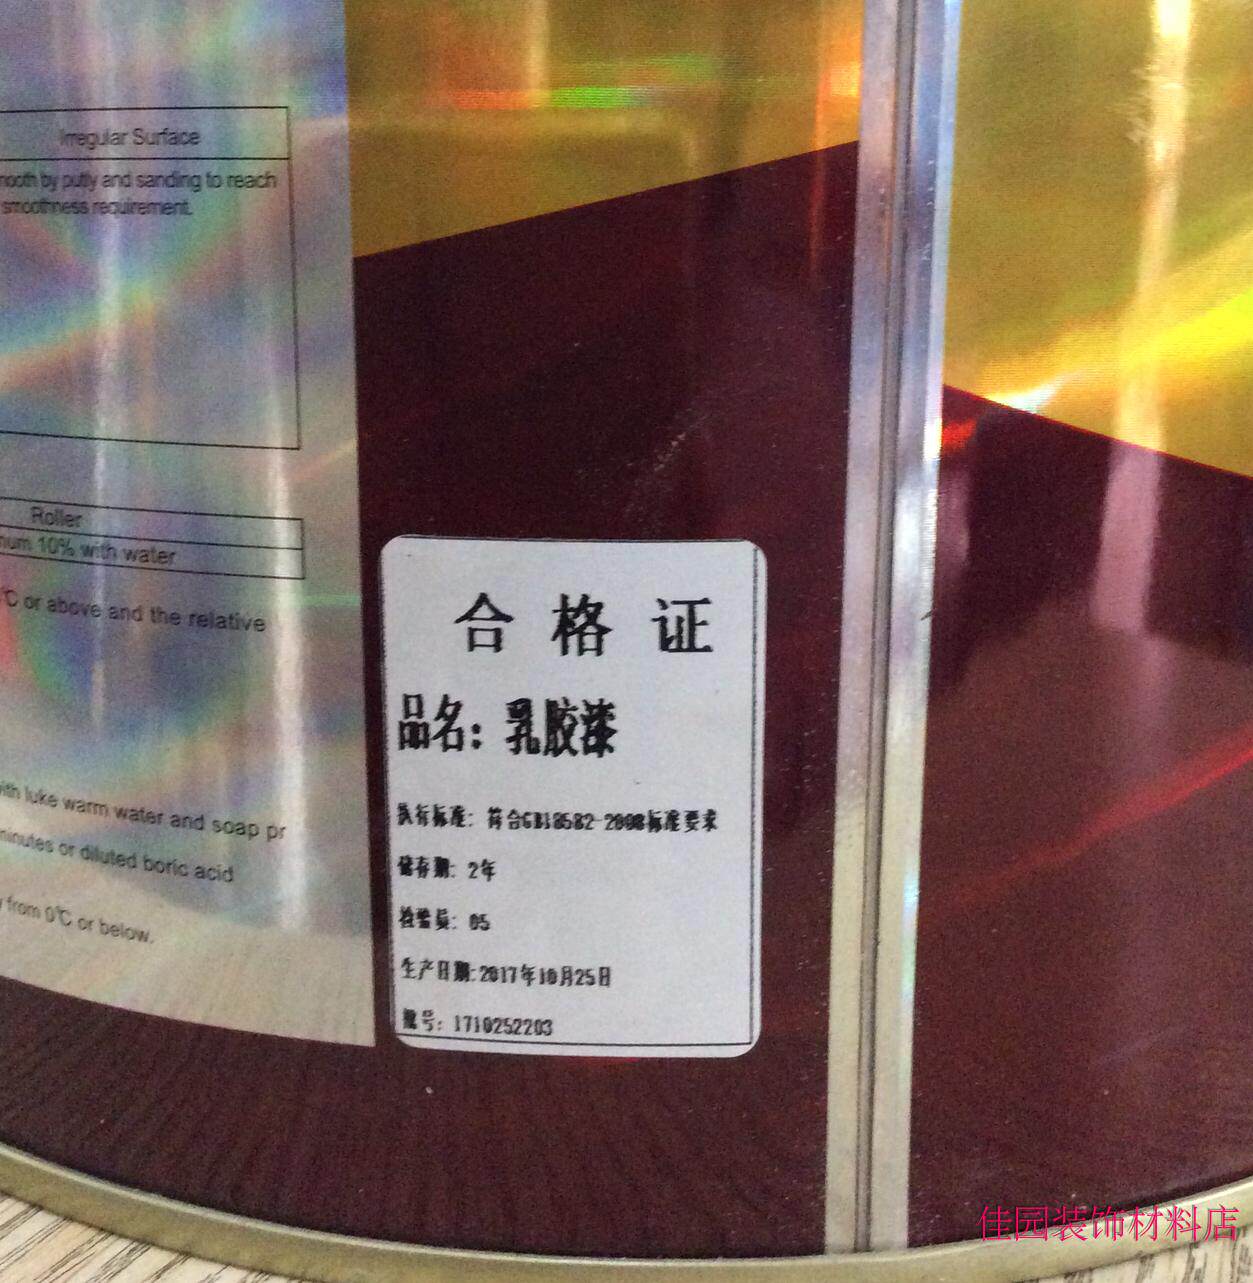 Irregular Surface
mooth by putty and sanding to reach
smoothness requirement.
Roller
mum 10% with water
℃ or above and the relative
with luke warm water and soap pr
minutes or diluted boric acid
from 0℃ or below.
合格证
品名：乳胶漆
执行标准：符合GB18582-2008标准要求
储存期：2年
检验员：05
生产日期：2017年10月25日
批号：1710252203
佳园装饰材料店